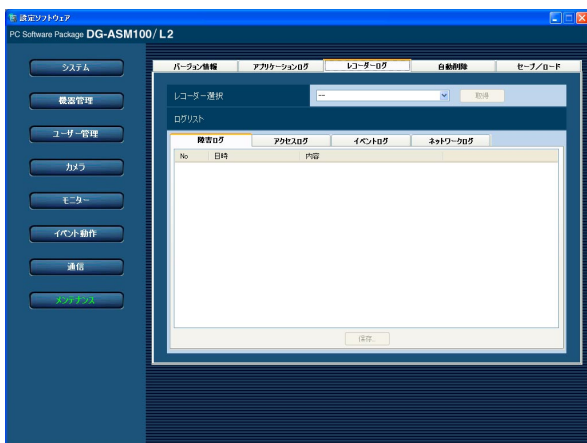 設定ソフトウェア
PC Software Package DG-ASM100/L2
システム
機器管理
ユーザー管理
カメラ
モニター
イベント動作
通信
メンテナンス
バージョン情報 アプリケーションログ レコーダーログ 自動削除 セーブ/ロード
レコーダー選択 -- 取得
ログリスト
障害ログ アクセスログ イベントログ ネットワークログ
No 日時 内容
保存...